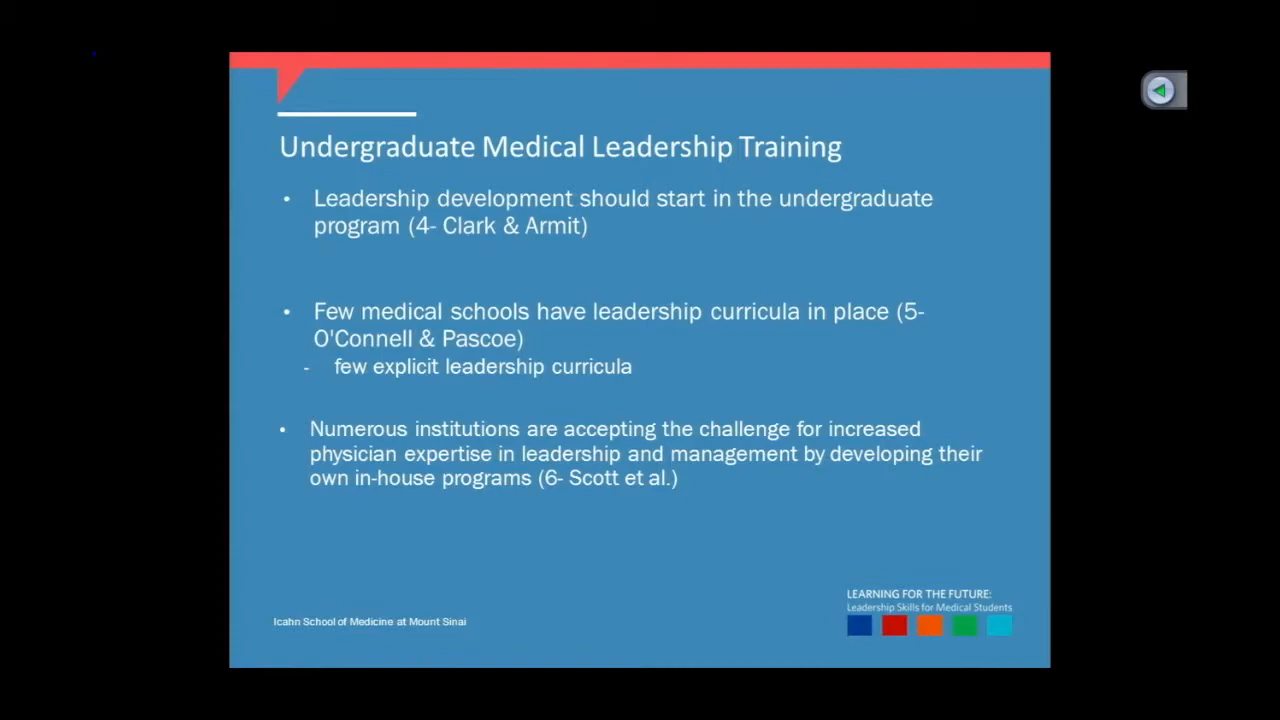 Undergraduate Medical Leadership Training
• Leadership development should start in the undergraduate
program (4- Clark & Armit)
• Few medical schools have leadership curricula in place (5-
O'Connell & Pascoe)
- few explicit leadership curricula
• Numerous institutions are accepting the challenge for increased
physician expertise in leadership and management by developing their
own in-house programs (6- Scott et al.)
LEARNING FOR THE FUTURE:
Leadership Skills for Medical Students
Icahn School of Medicine at Mount Sinai